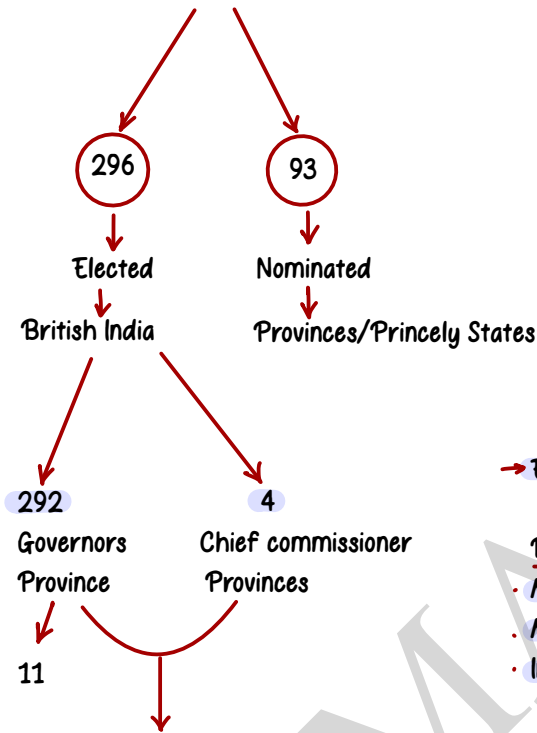 296
93
Elected
Nominated
British India
Provinces/Princely States
292
4
Governors
Chief commissioner
Province
Provinces
11